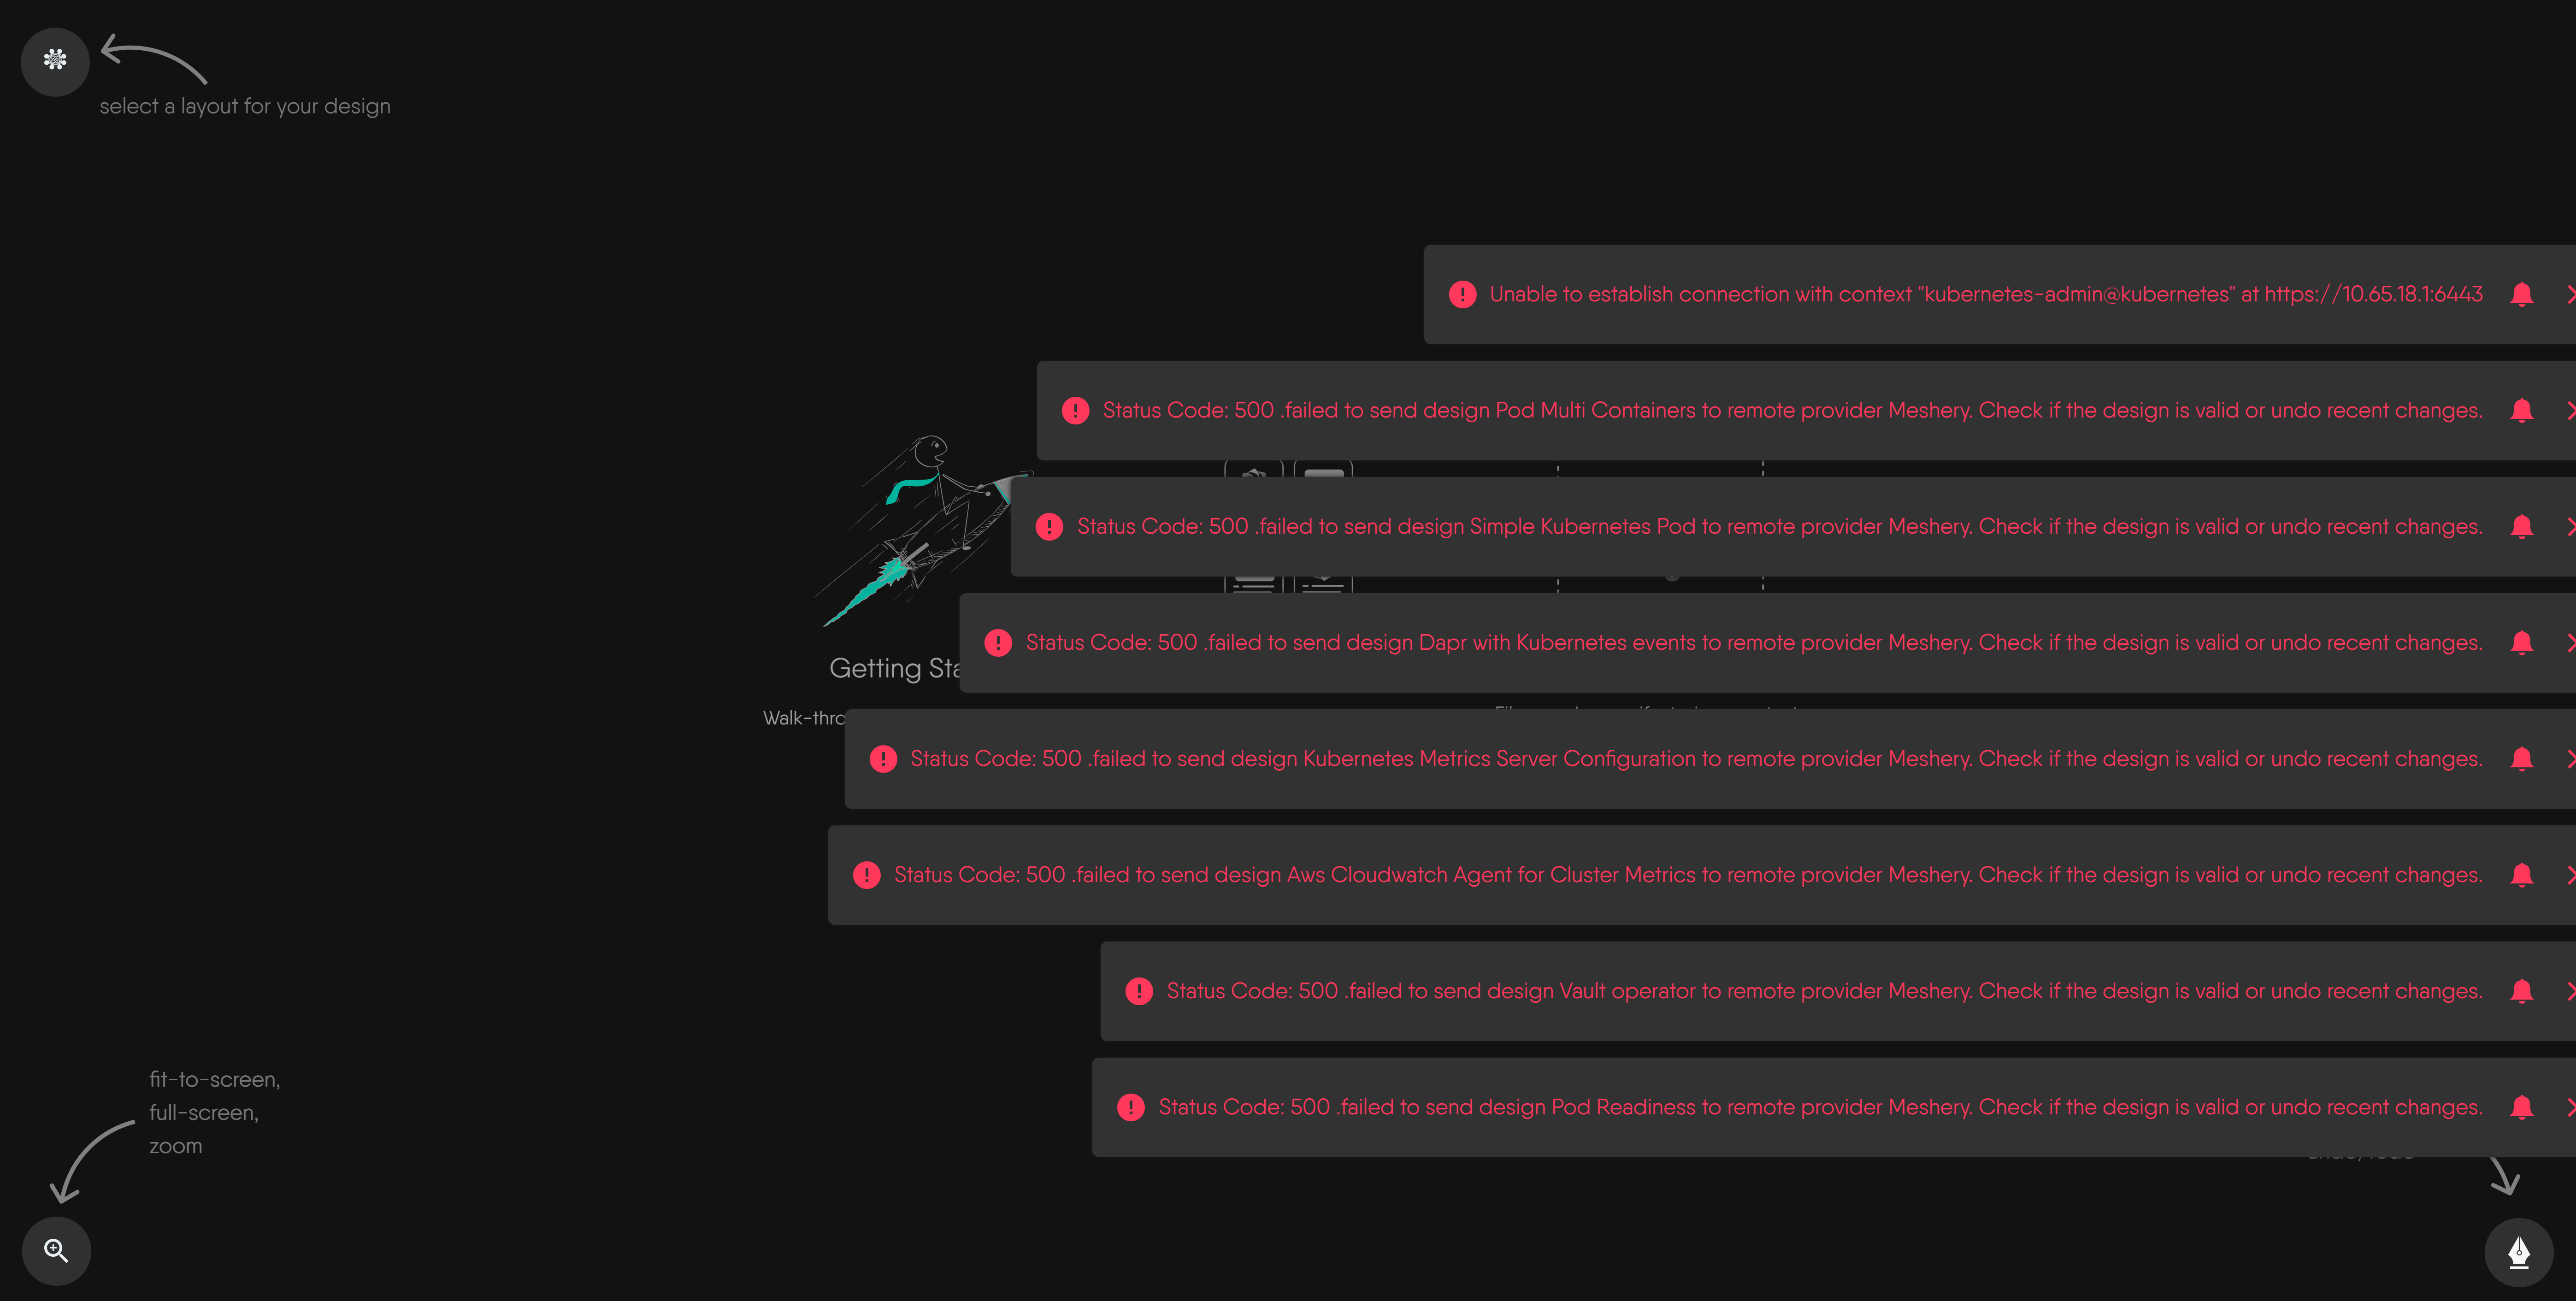 select a layout for your design
Unable to establish connection with context "kubernetes-admin@kubernetes" at https://10.65.18.1:6443
Status Code: 500 .failed to send design Pod Multi Containers to remote provider Meshery. Check if the design is valid or undo recent changes.
Status Code: 500 .failed to send design Simple Kubernetes Pod to remote provider Meshery. Check if the design is valid or undo recent changes.
Status Code: 500 .failed to send design Dapr with Kubernetes events to remote provider Meshery. Check if the design is valid or undo recent changes.
Getting Sta
Walk-thro
Status Code: 500 .failed to send design Kubernetes Metrics Server Configuration to remote provider Meshery. Check if the design is valid or undo recent changes.
Status Code: 500 .failed to send design Aws Cloudwatch Agent for Cluster Metrics to remote provider Meshery. Check if the design is valid or undo recent changes.
Status Code: 500 .failed to send design Vault operator to remote provider Meshery. Check if the design is valid or undo recent changes.
Status Code: 500 .failed to send design Pod Readiness to remote provider Meshery. Check if the design is valid or undo recent changes.
fit-to-screen,
full-screen,
zoom